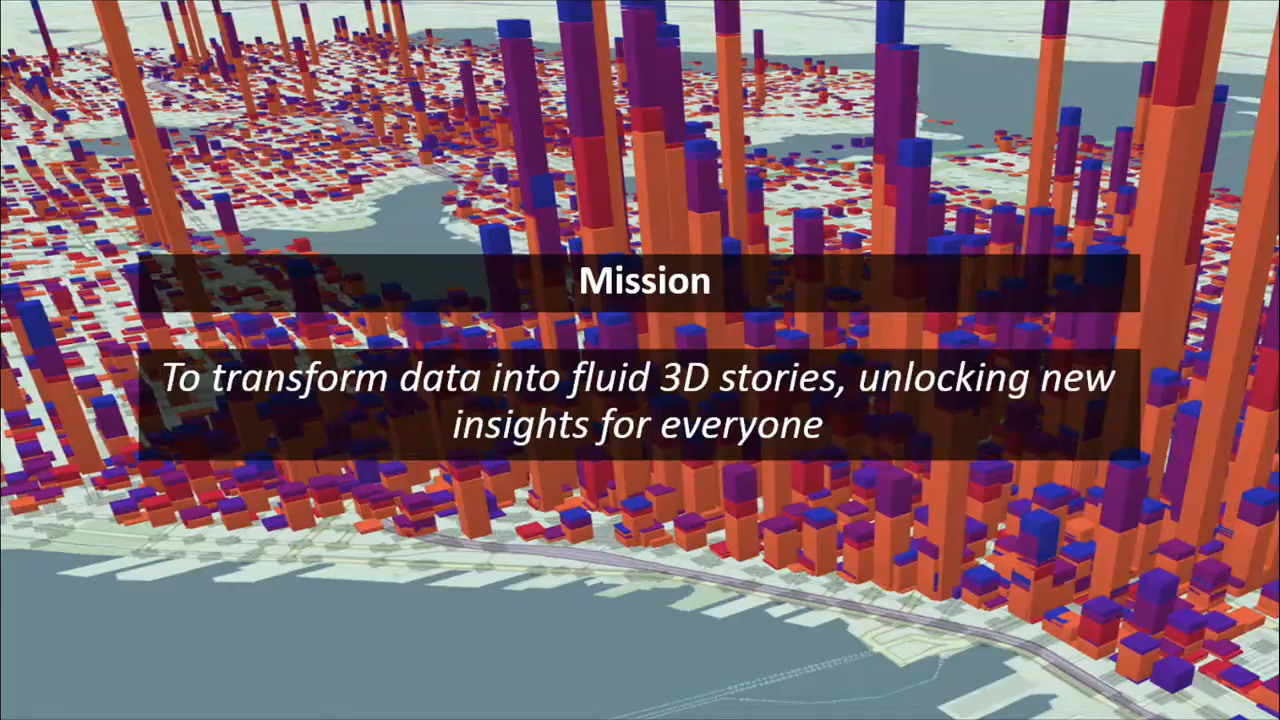 Mission
To transform data into fluid 3D stories, unlocking new
insights for everyone